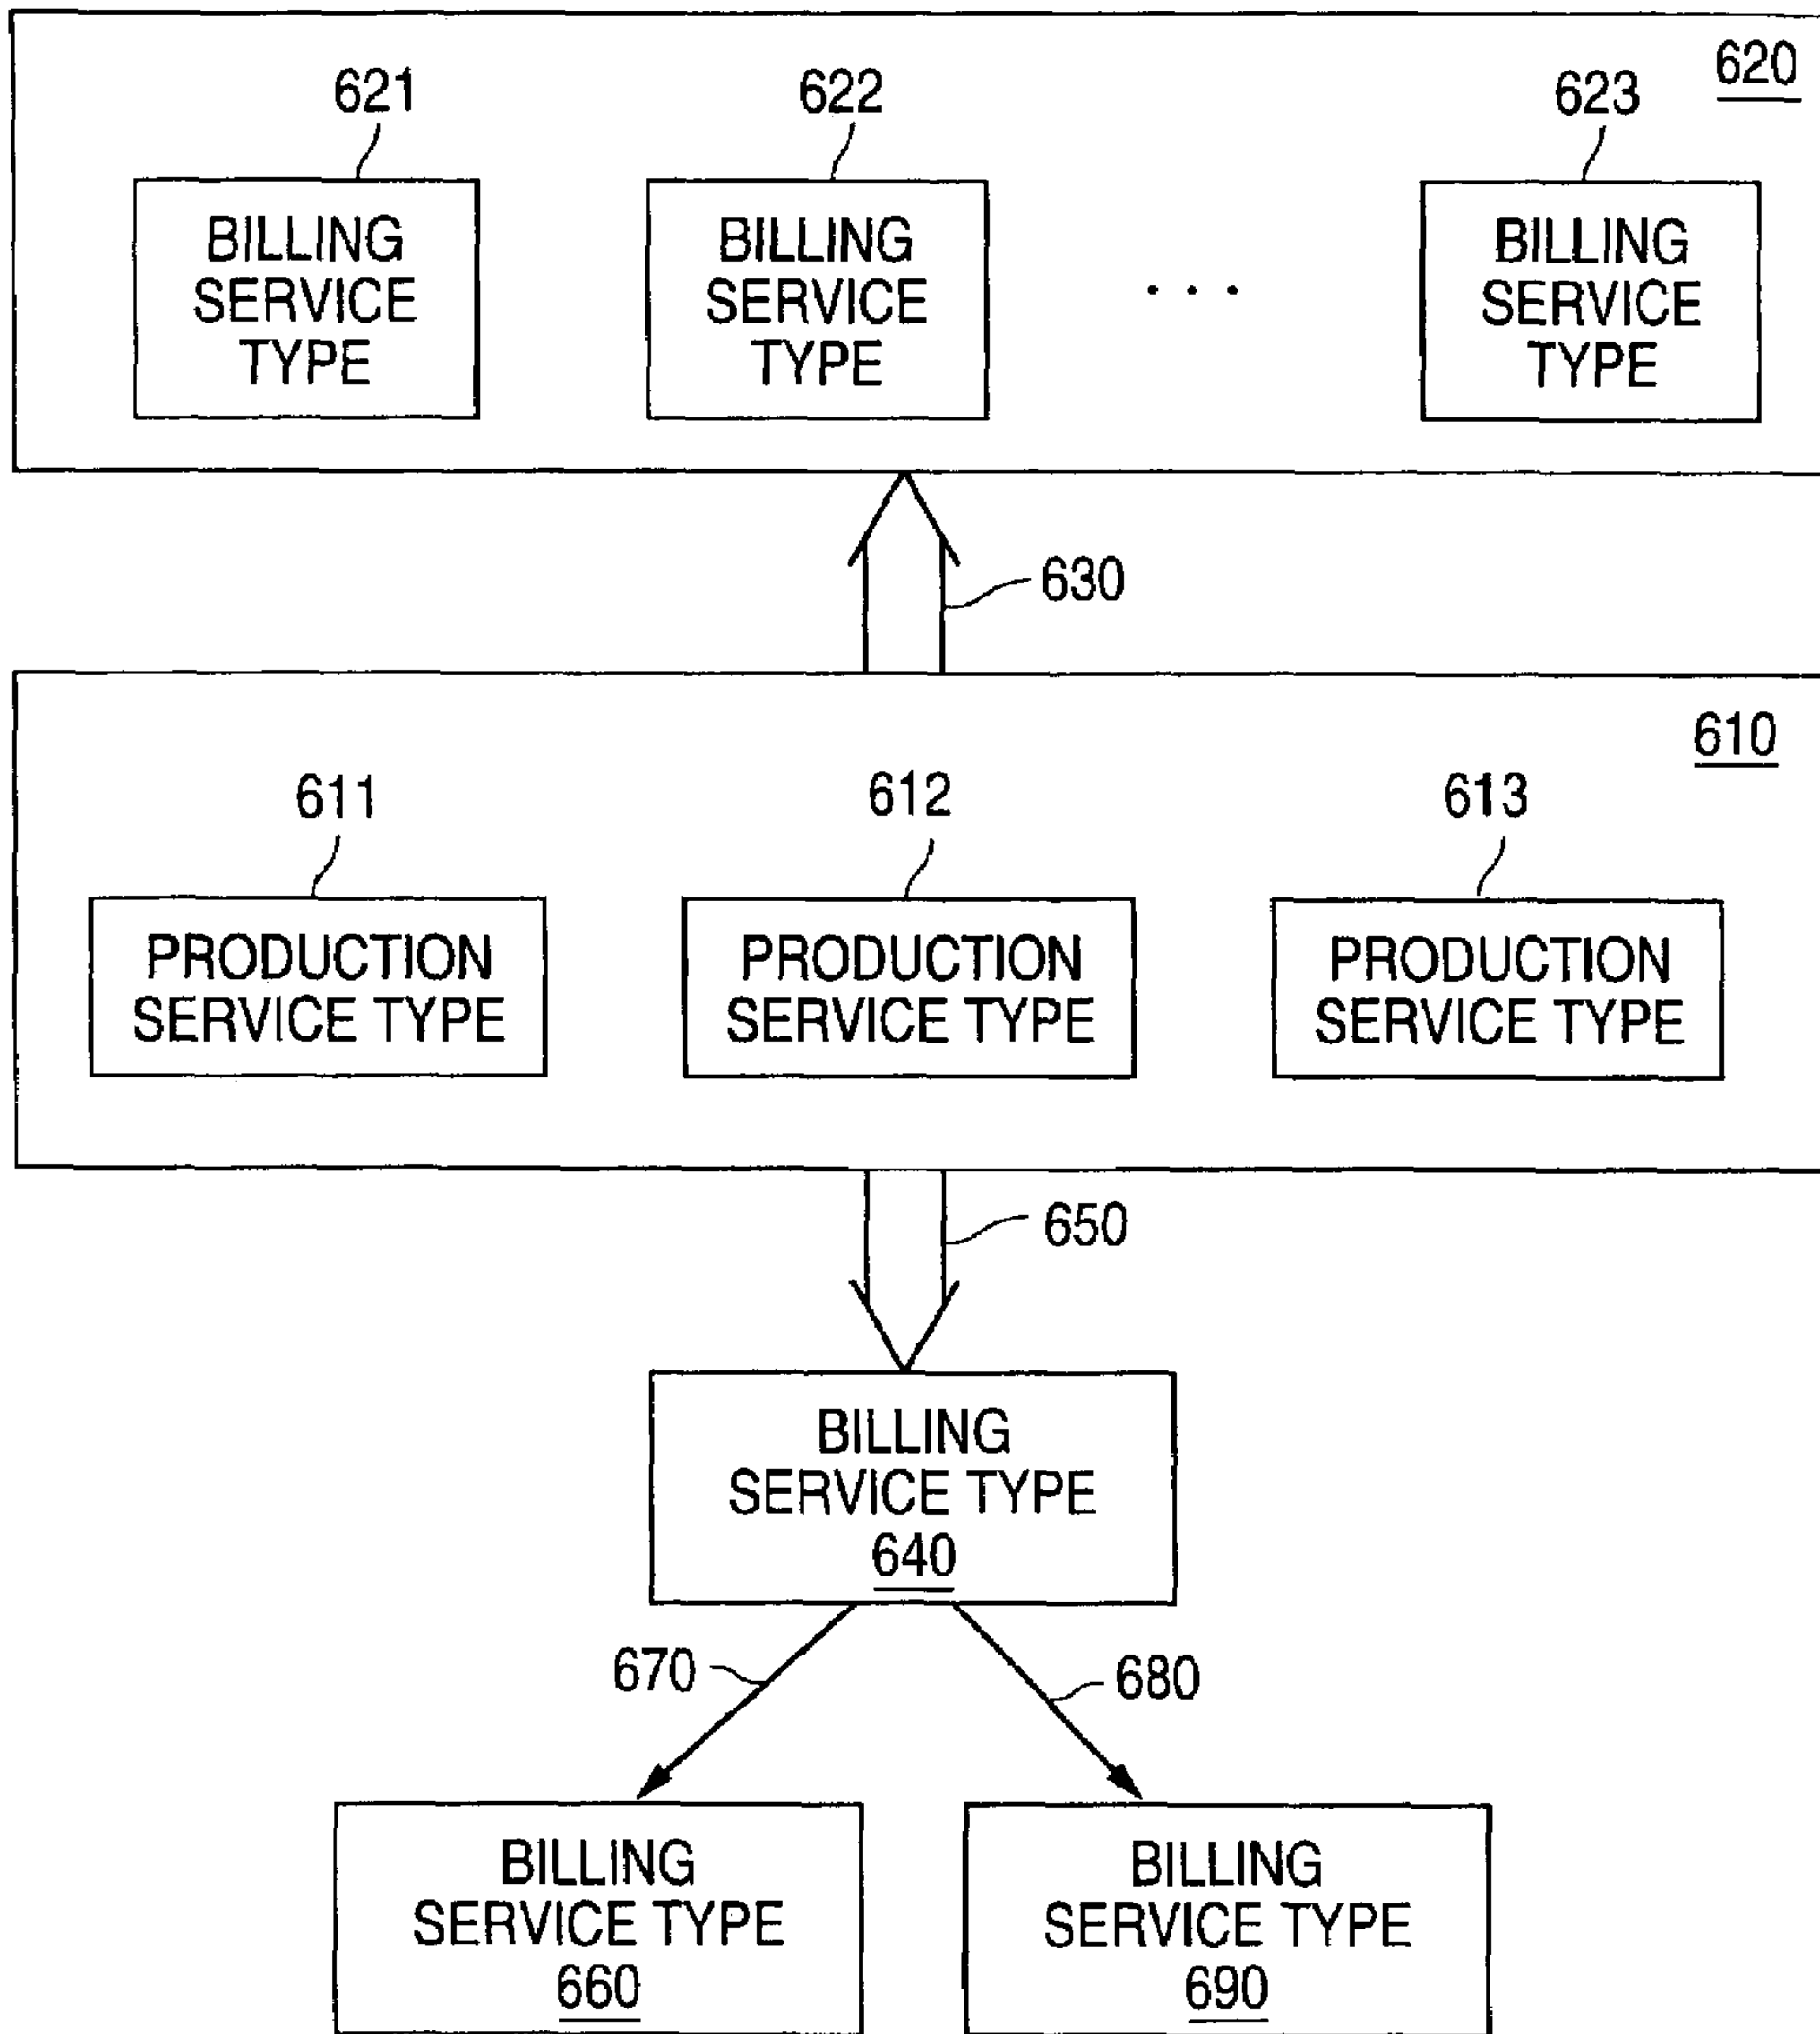 620
621
622
623
BILLING
SERVICE
TYPE
BILLING
SERVICE
TYPE
. . .
BILLING
SERVICE
TYPE
630
610
611
612
613
PRODUCTION
SERVICE TYPE
PRODUCTION
SERVICE TYPE
PRODUCTION
SERVICE TYPE
650
BILLING
SERVICE TYPE
640
670
680
BILLING
SERVICE TYPE
660
BILLING
SERVICE TYPE
690